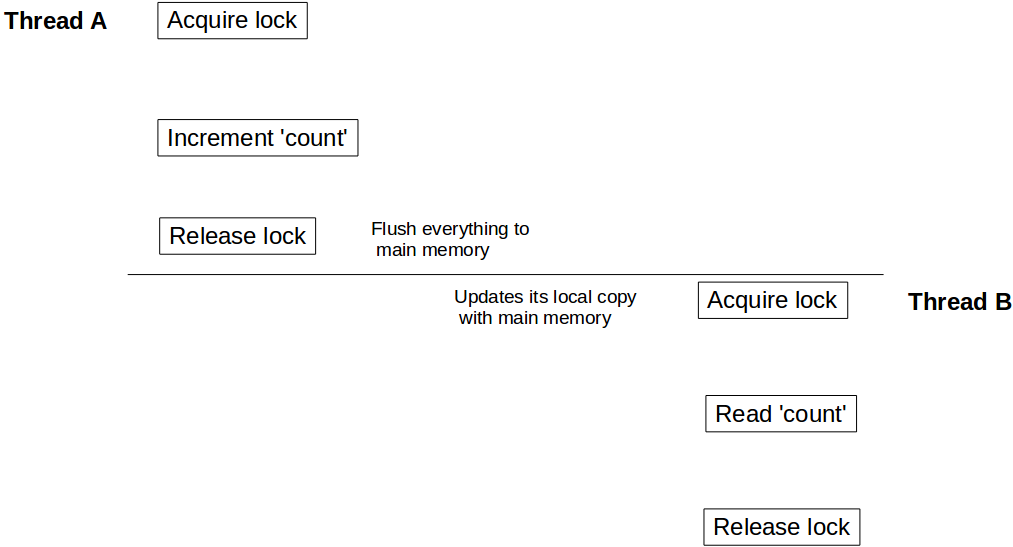 Thread A
Acquire lock
Increment 'count'
Release lock
Flush everything to
main memory
Updates its local copy
with main memory
Acquire lock
Thread B
Read 'count'
Release lock